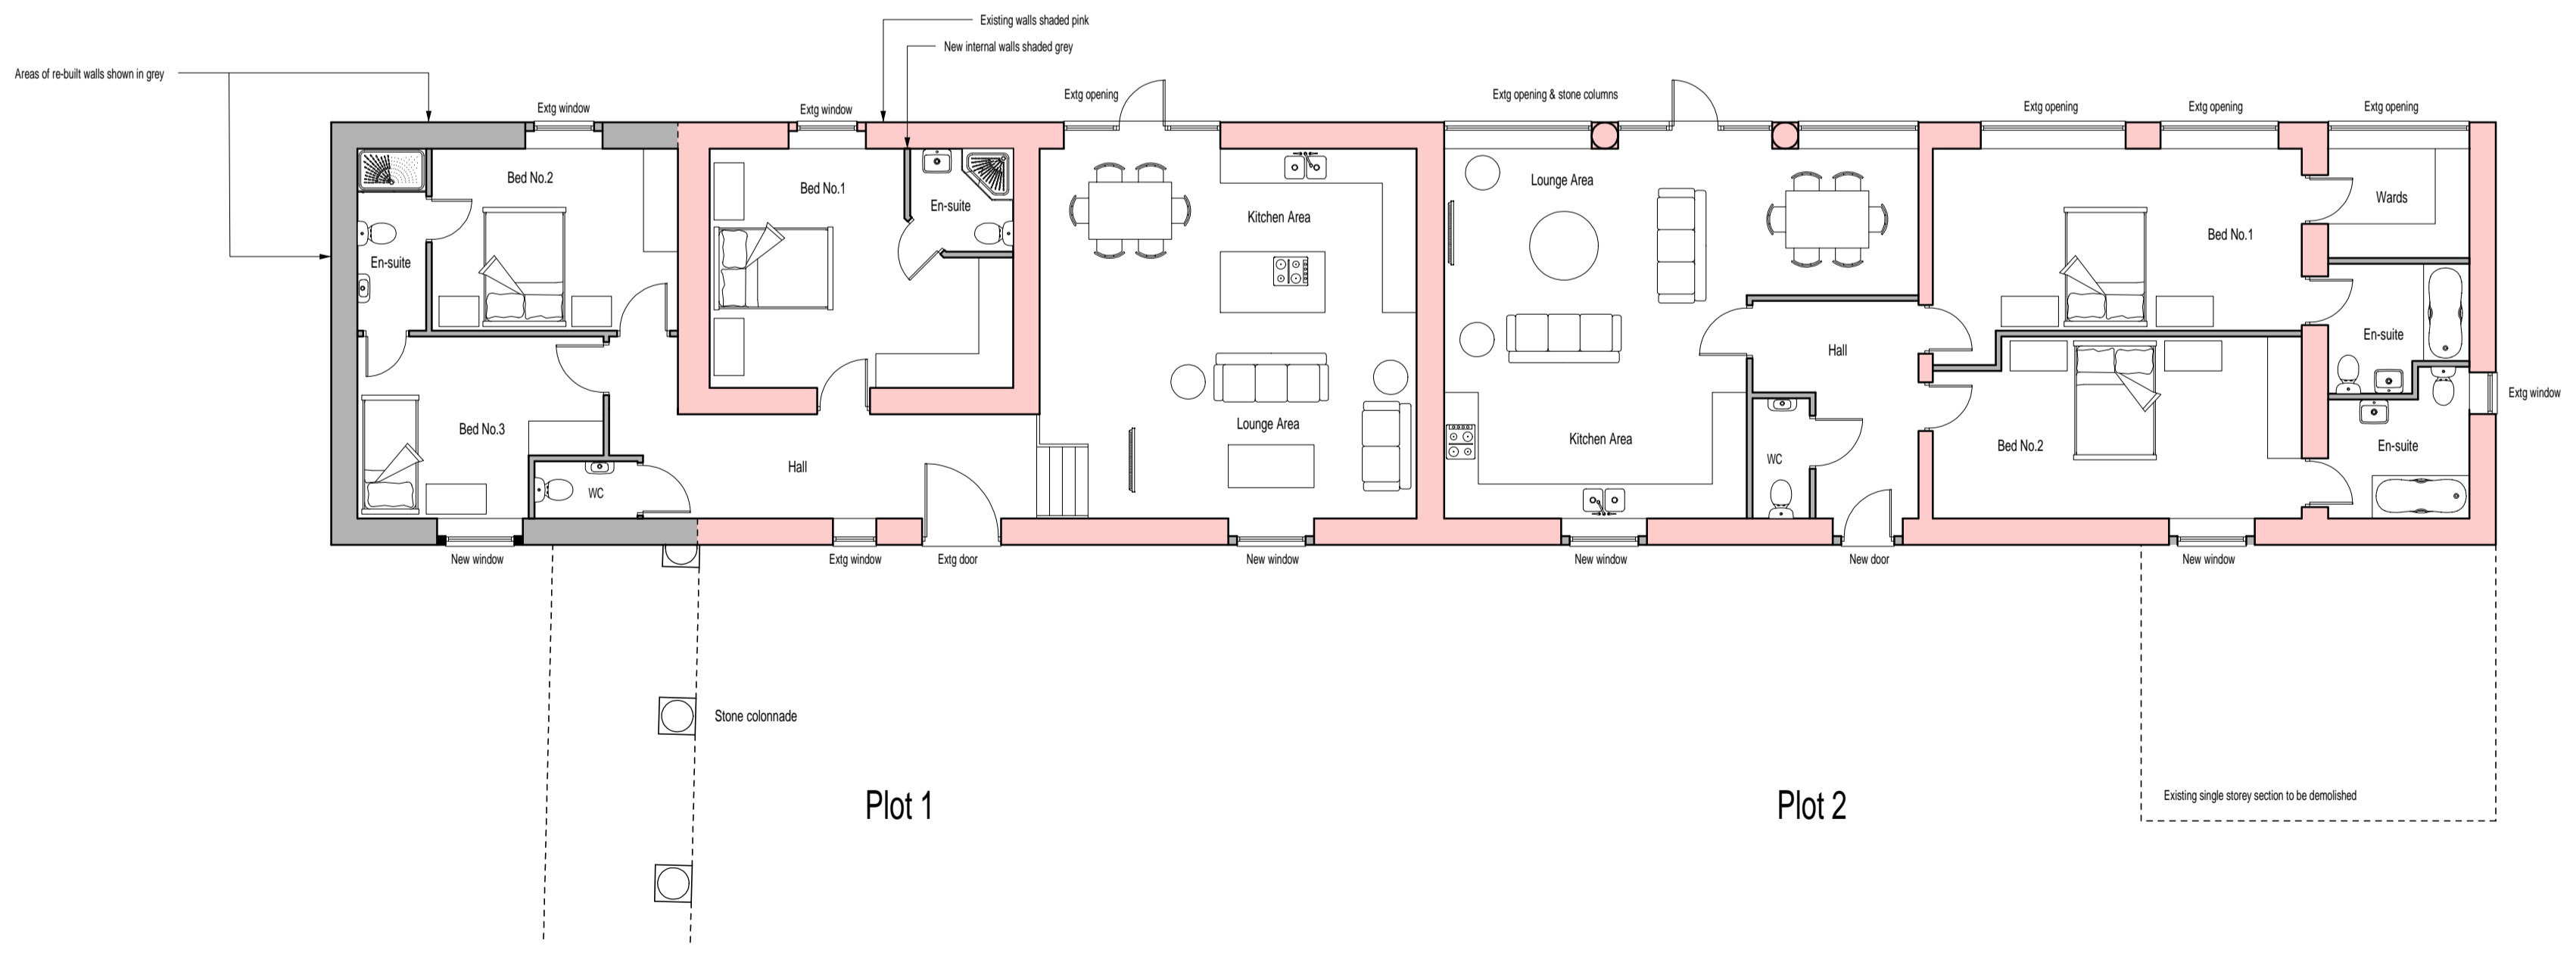 Existing walls shaded pink
New internal walls shaded grey
Areas of re-built walls shown in grey
Extg window
Extg window
Extg opening
Extg opening & stone columns
Extg opening
Extg opening
Extg opening
Bed No.2
Bed No.1
En-suite
Kitchen Area
Lounge Area
Bed No.1
Wards
En-suite
Hall
En-suite
Extg window
Bed No.3
Lounge Area
Kitchen Area
Bed No.2
En-suite
Hall
WC
WC
New window
Extg window
Extg door
New window
New window
New door
New window
Stone colonnade
Plot 1
Plot 2
Existing single storey section to be demolished